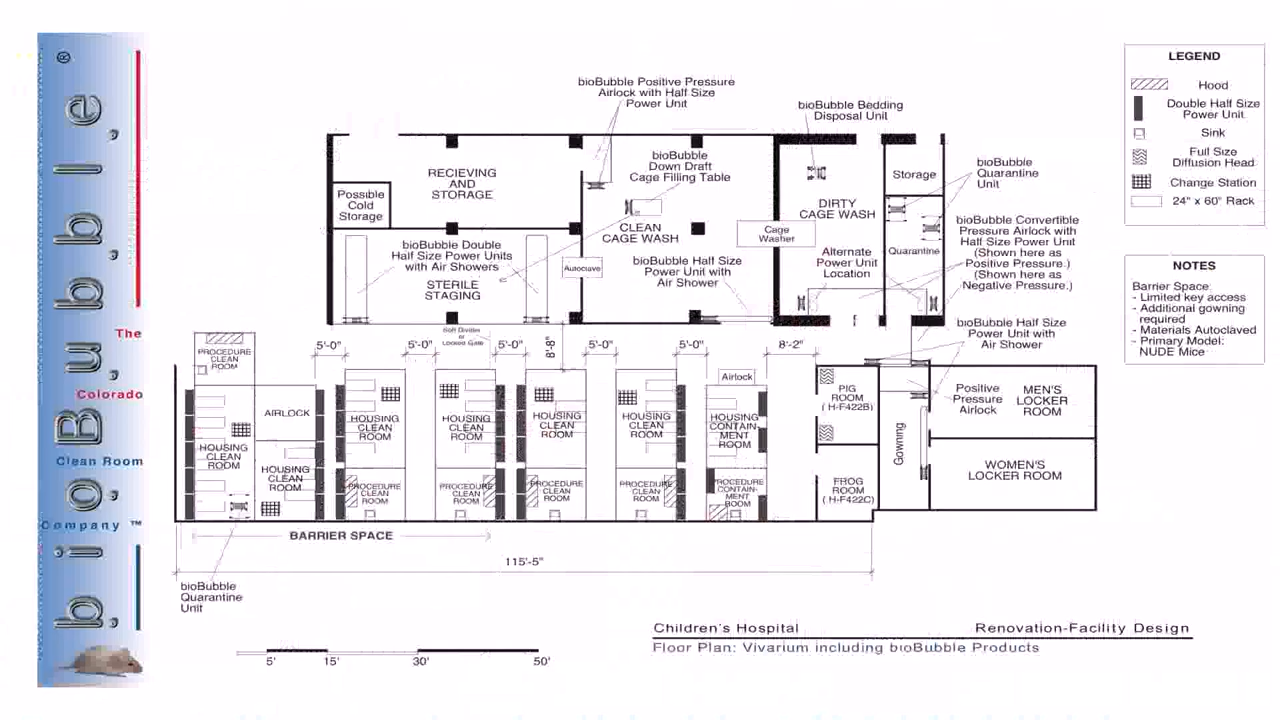 b.i.o.B.u.b.b.l.e ®
The
Colorado
Clean Room
Company ™
bioBubble Positive Pressure
Airlock with Half Size
Power Unit
bioBubble Bedding
Disposal Unit
RECIEVING
AND
STORAGE
Possible
Cold
Storage
bioBubble
Down Draft
Cage Filling Table
CLEAN
CAGE WASH
DIRTY
CAGE WASH
Storage
bioBubble
Quarantine
Unit
Cage
Washer
bioBubble Double
Half Size Power Units
with Air Showers
STERILE
STAGING
Autoclave
bioBubble Half Size
Power Unit with
Air Shower
Alternate
Power Unit
Location
Quarantine
bioBubble Convertible
Pressure Airlock with
Half Size Power Unit
(Shown here as
Positive Pressure.)
(Shown here as
Negative Pressure.)
Soft Divider
or
Locked Gate
bioBubble Half Size
Power Unit with
Air Shower
5'-0"
5'-0"
5'-0"
8'-8"
5'-0"
5'-0"
8'-2"
PROCEDURE
CLEAN
ROOM
AIRLOCK
HOUSING
CLEAN
ROOM
HOUSING
CLEAN
ROOM
HOUSING
CLEAN
ROOM
PROCEDURE
CLEAN
ROOM
HOUSING
CLEAN
ROOM
PROCEDURE
CLEAN
ROOM
HOUSING
CLEAN
ROOM
PROCEDURE
CLEAN
ROOM
HOUSING
CLEAN
ROOM
PROCEDURE
CLEAN
ROOM
Airlock
HOUSING
CONTAIN-
MENT
ROOM
PROCEDURE
CONTAIN-
MENT
ROOM
PIG
ROOM
( H-F422B)
FROG
ROOM
( H-F422C)
Gowning
Positive
Pressure
Airlock
MEN'S
LOCKER
ROOM
WOMEN'S
LOCKER ROOM
BARRIER SPACE
115'-5"
bioBubble
Quarantine
Unit
5'
15'
30'
50'
LEGEND
Hood
Double Half Size
Power Unit
Sink
Full Size
Diffusion Head
Change Station
24" x 60" Rack
NOTES
Barrier Space:
- Limited key access
- Additional gowning
required
- Materials Autoclaved
- Primary Model:
NUDE Mice
Children's Hospital
Renovation-Facility Design
Floor Plan: Vivarium including bioBubble Products